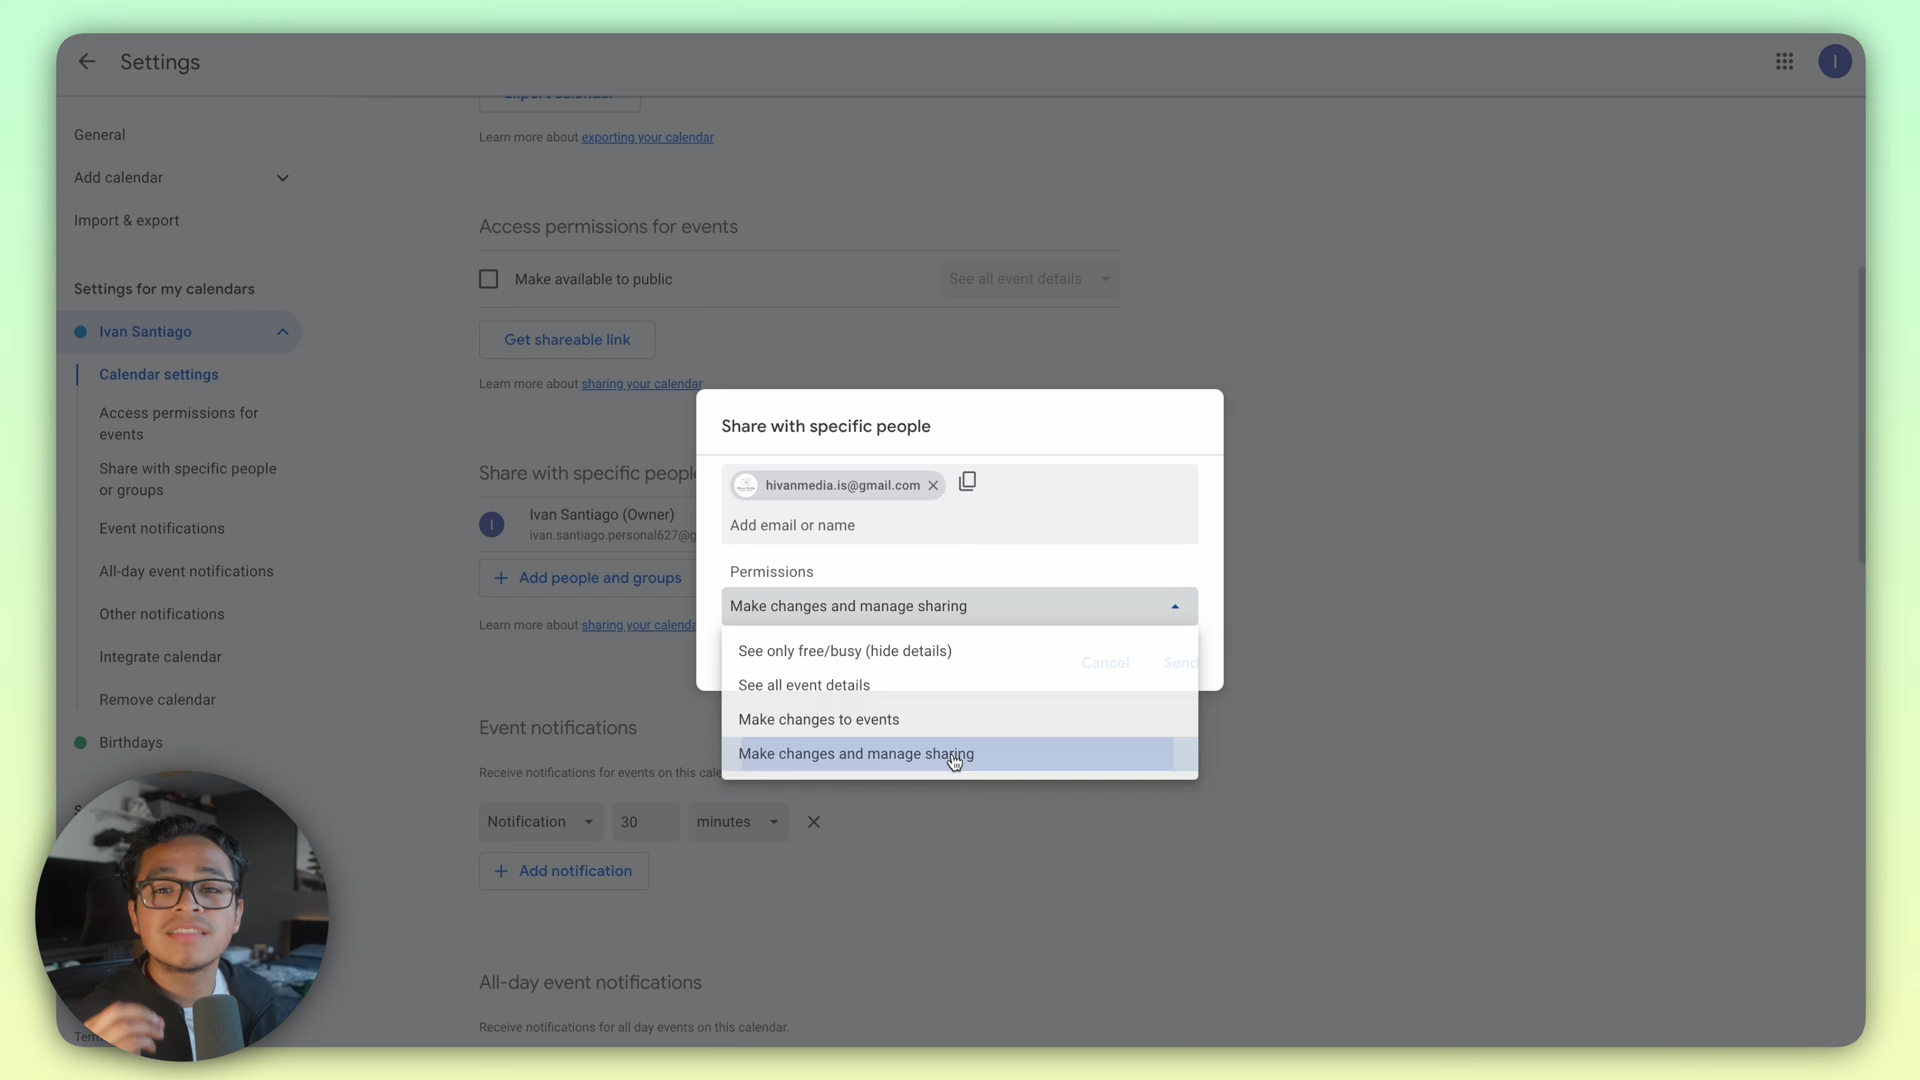 Settings
I
General
Add calendar
Import & export
Settings for my calendars
Ivan Santiago
Calendar settings
Access permissions for
events
Share with specific people
or groups
Event notifications
All-day event notifications
Other notifications
Integrate calendar
Remove calendar
Birthdays
Export calendar
Learn more about exporting your calendar
Access permissions for events
Make available to public
See all event details
Get shareable link
Learn more about sharing your calendar
Share with specific people
I
Ivan Santiago (Owner)
ivan.santiago.personal627@g
Add people and groups
Learn more about sharing your calenda
Share with specific people
hivanmedia.is@gmail.com
Add email or name
Permissions
Make changes and manage sharing
See only free/busy (hide details)
Cancel
Send
See all event details
Make changes to events
Make changes and manage sharing
Event notifications
Receive notifications for events on this cale
Notification
30
minutes
Add notification
All-day event notifications
Receive notifications for all day events on this calendar.